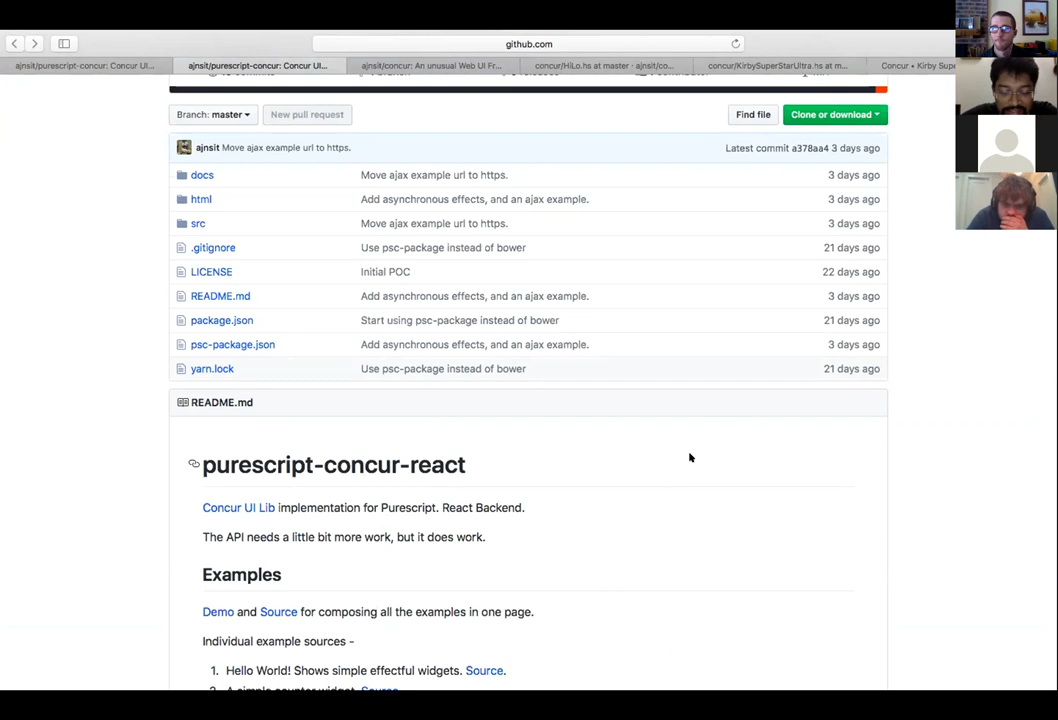 github.com
ajnsit/purescript-concur: Concur UI...
ajnsit/purescript-concur: Concur UI...
ajnsit/concur: An unusual Web UI Fr...
concur/HiLo.hs at master · ajnsit/co...
concur/KirbySuperStarUltra.hs at m...
Concur • Kirby Supe
Branch: master
New pull request
Find file
Clone or download
ajnsit Move ajax example url to https.
Latest commit a378aa4 3 days ago
docs Move ajax example url to https. 3 days ago
html Add asynchronous effects, and an ajax example. 3 days ago
src Move ajax example url to https. 3 days ago
.gitignore Use psc-package instead of bower 21 days ago
LICENSE Initial POC 22 days ago
README.md Add asynchronous effects, and an ajax example. 3 days ago
package.json Start using psc-package instead of bower 21 days ago
psc-package.json Add asynchronous effects, and an ajax example. 3 days ago
yarn.lock Use psc-package instead of bower 21 days ago
README.md
purescript-concur-react
Concur UI Lib implementation for Purescript. React Backend.
The API needs a little bit more work, but it does work.
Examples
Demo and Source for composing all the examples in one page.
Individual example sources -
1. Hello World! Shows simple effectful widgets. Source.
2. A simple counter widget. Source.